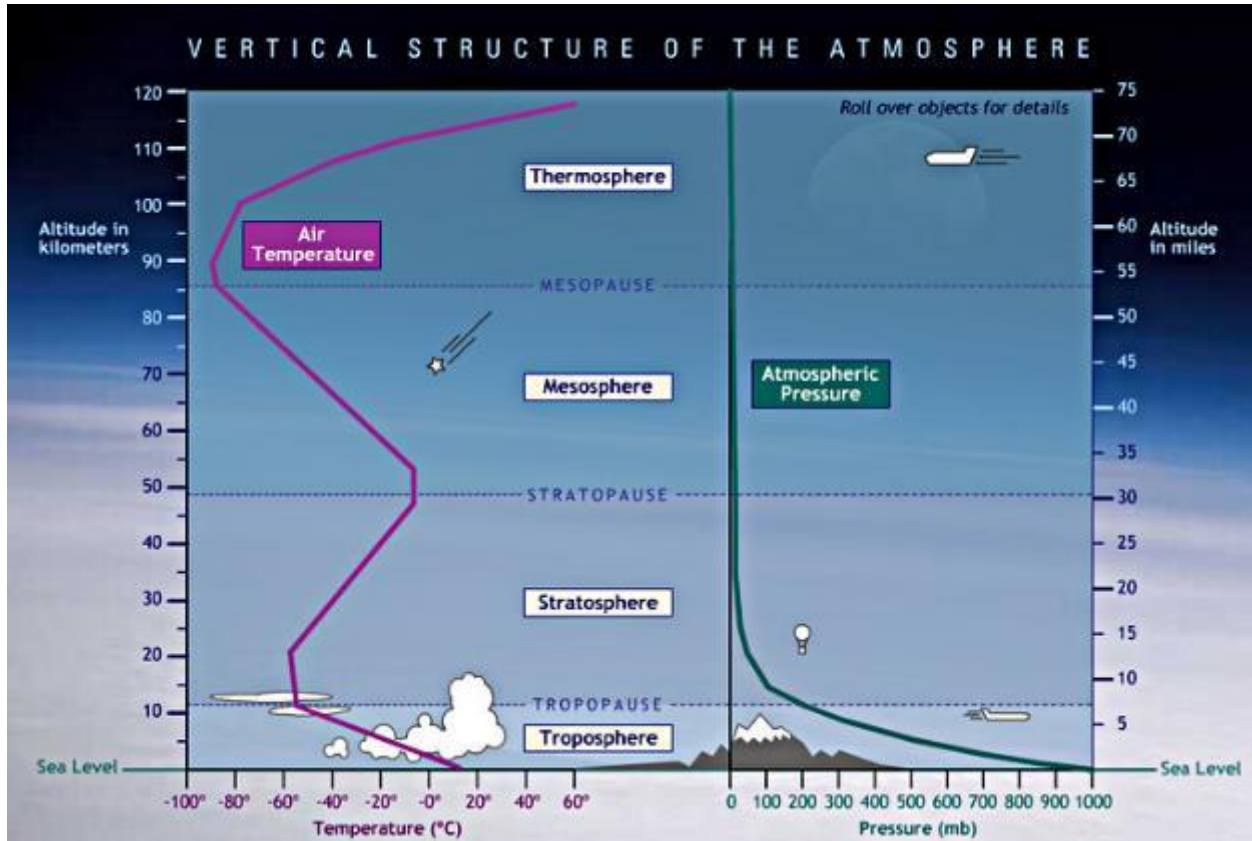 VERTICAL STRUCTURE OF THE ATMOSPHERE
Roll over objects for details
Altitude in
kilometers
120
110
100
90
80
70
60
50
40
30
20
10
Sea Level
Air
Temperature
Thermosphere
MESOPAUSE
Mesosphere
STRATOPAUSE
Stratosphere
TROPOPAUSE
Troposphere
Atmospheric
Pressure
75
70
65
60
55
50
45
40
35
30
25
20
15
10
5
Altitude
in miles
Sea Level
-100° -80° -60° -40° -20° -0° 20° 40° 60°
Temperature (°C)
0 100 200 300 400 500 600 700 800 900 1000
Pressure (mb)